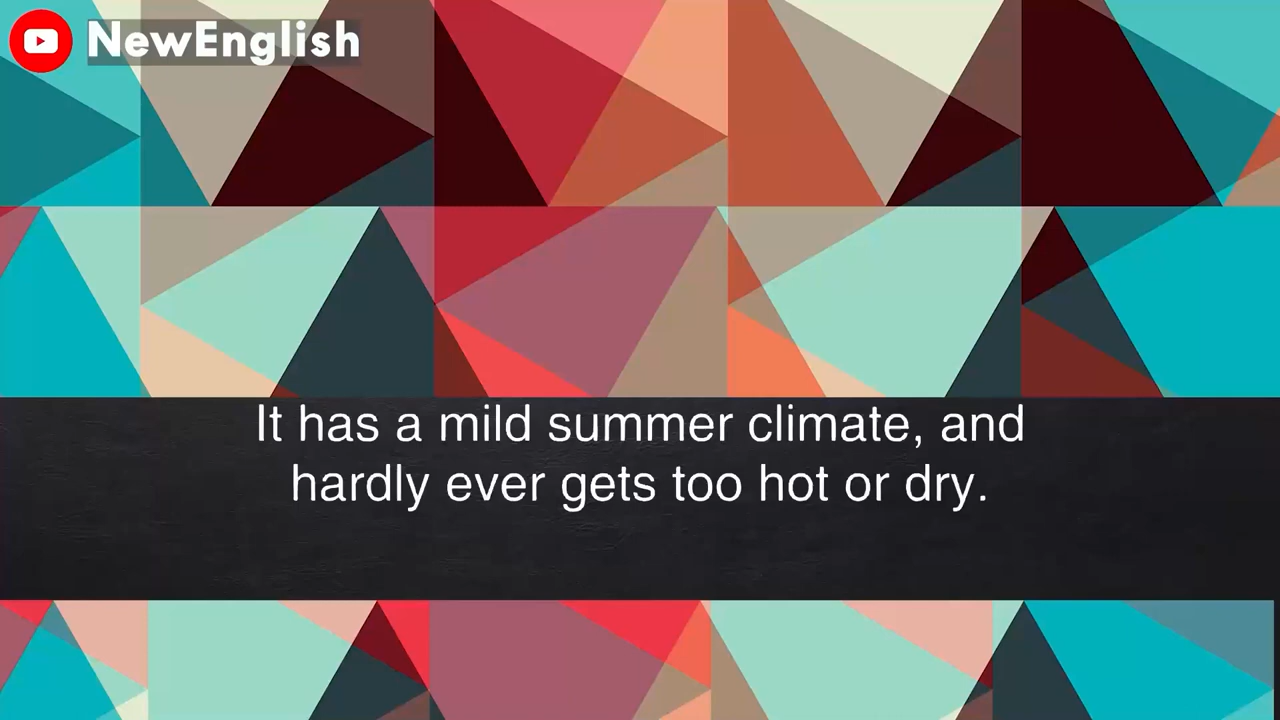 NewEnglish
It has a mild summer climate, and
hardly ever gets too hot or dry.